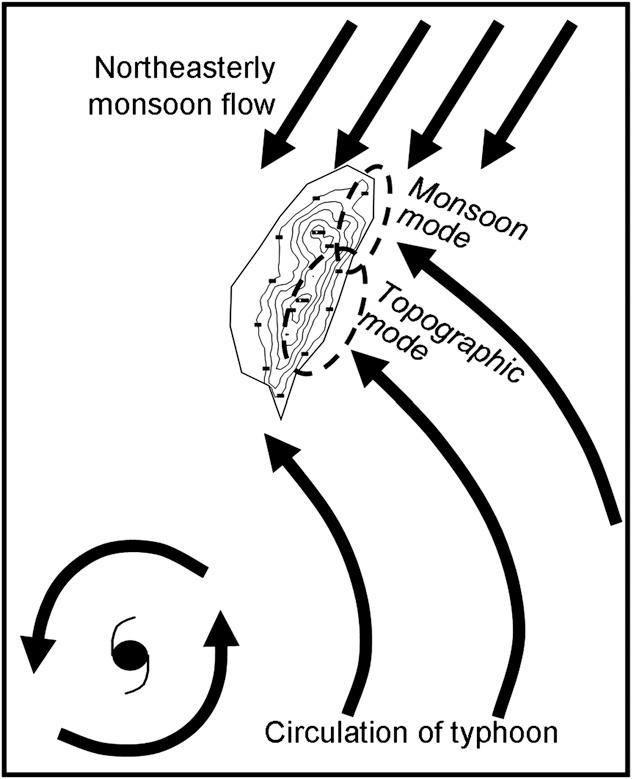 Northeasterly
monsoon flow
Monsoon
mode
Topographic
mode
Circulation of typhoon